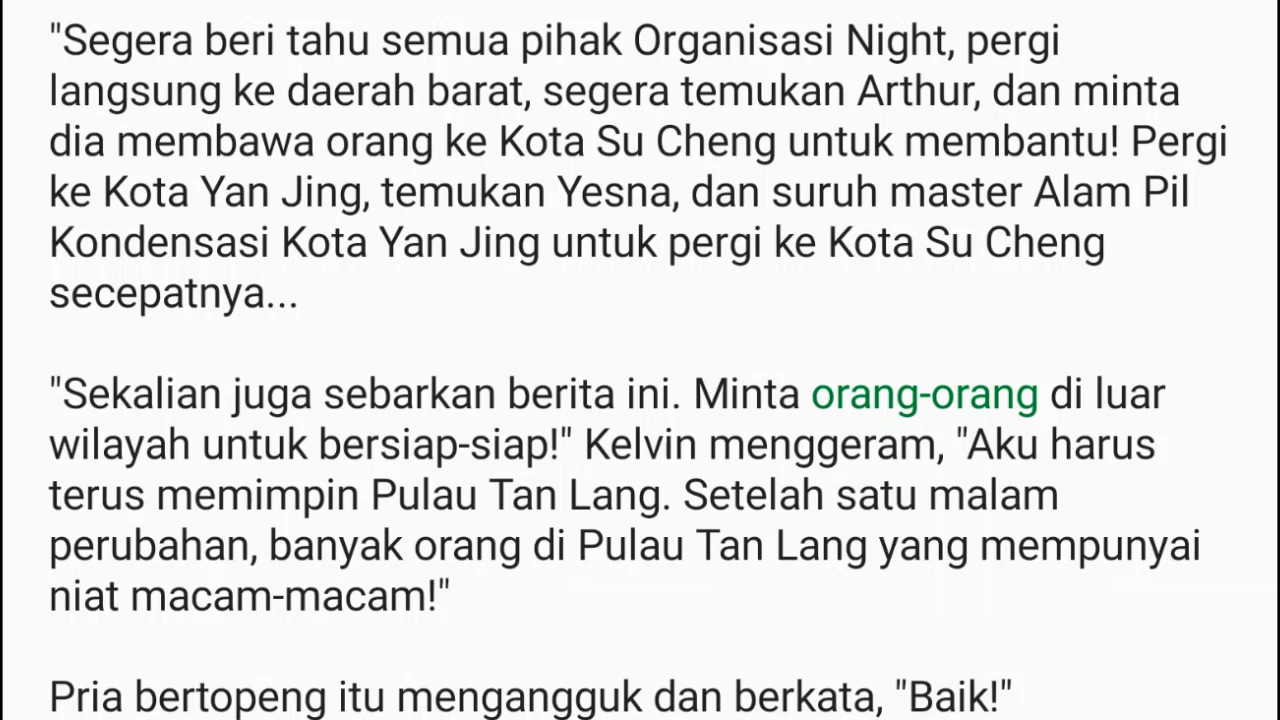 "Segera beri tahu semua pihak Organisasi Night, pergi
langsung ke daerah barat, segera temukan Arthur, dan minta
dia membawa orang ke Kota Su Cheng untuk membantu! Pergi
ke Kota Yan Jing, temukan Yesna, dan suruh master Alam Pil
Kondensasi Kota Yan Jing untuk pergi ke Kota Su Cheng
secepatnya...
"Sekalian juga sebarkan berita ini. Minta orang-orang di luar
wilayah untuk bersiap-siap!" Kelvin menggeram, "Aku harus
terus memimpin Pulau Tan Lang. Setelah satu malam
perubahan, banyak orang di Pulau Tan Lang yang mempunyai
niat macam-macam!"
Pria bertopeng itu mengangguk dan berkata, "Baik!"